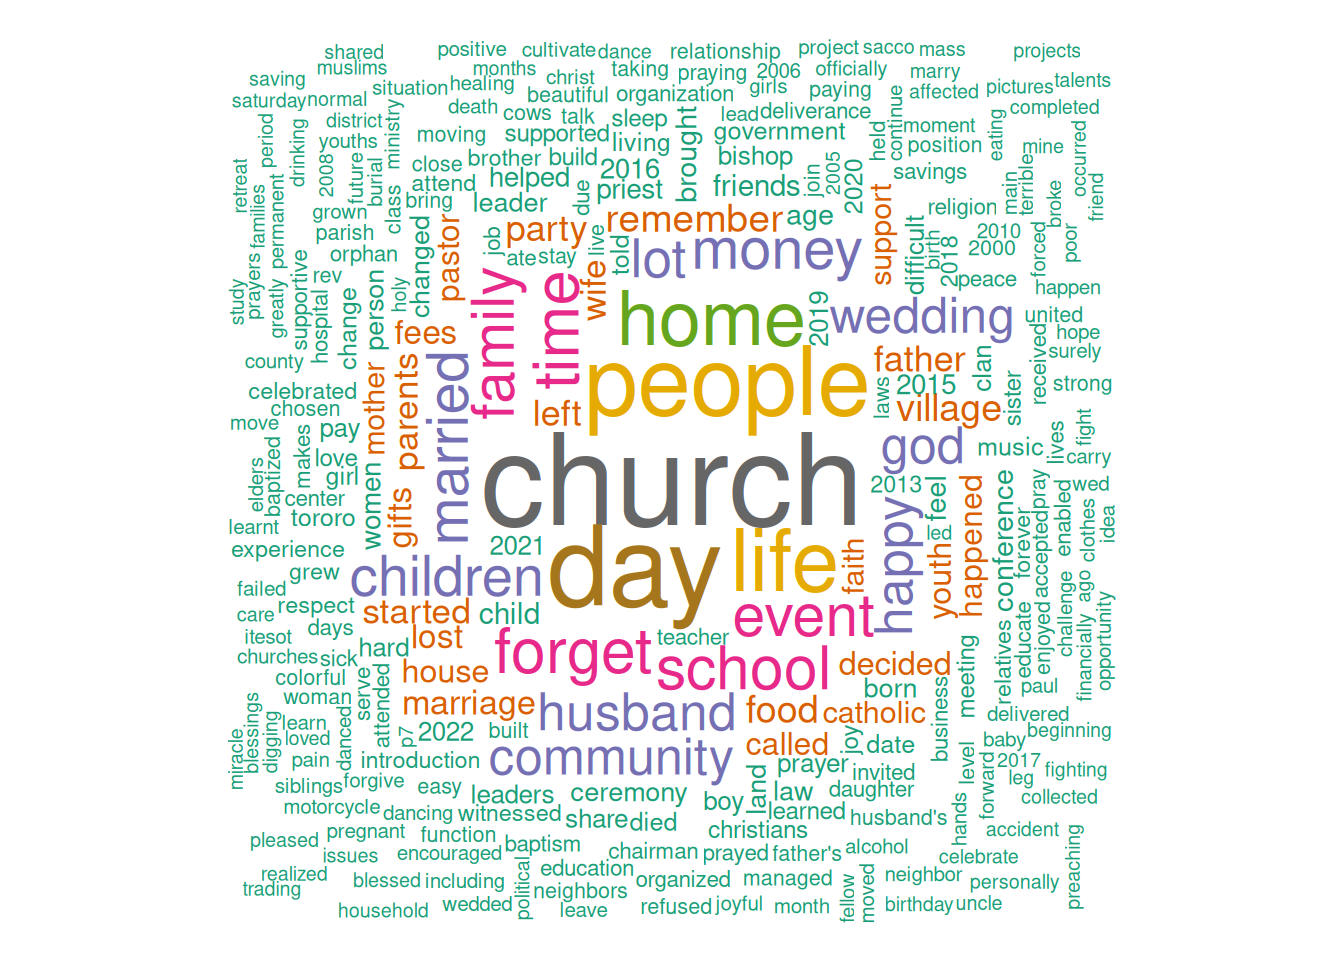 shared
positive
cultivate
dance
relationship
project
sacco
mass
projects
muslims
months
christ
taking
praying
2006
officially
marry
pictures
talents
saving
situation
healing
beautiful
organization
girls
paying
affected
saturday
normal
death
cows
talk
sleep
lead
deliverance
continue
completed
period
drinking
district
ministry
moving
supported
living
brought
government
held
moment
position
eating
mine
occurred
youths
close
brother
build
2016
bishop
2005
join
2020
savings
main
terrible
broke
friend
retreat
families
permanent
2008
future
burial
class
attend
helped
priest
friends
bring
leader
due
grown
parish
changed
pastor
job
party
remember
age
support
religion
2010
2000
forced
poor
orphan
ate
stay
live
told
lot
money
difficult
birth
2018
peace
happen
study
prayers
greatly
supportive
rev
hospital
change
person
holy
family
time
wife
home
2019
wedding
united
hope
surely
county
fees
married
parents
mother
father
clan
received
celebrated
chosen
move
pay
left
people
laws
2015
village
sister
strong
makes
love
girl
elders
baptized
center
church
god
music
lives
fight
carry
learnt
tororo
women
gifts
2013
feel
owed
experience
2021
day
life
faith
happy
led
youth
happened
conference
forever
accepted
pray
enabled
clothes
idea
failed
grew
children
care
respect
days
started
child
event
relatives
educate
enjoyed
challenge
ago
financially
opportunity
itesot
churches
sick
hard
lost
forget
teacher
school
decided
meeting
paul
colorful
woman
serve
attended
house
marriage
husband
food
catholic
born
business
delivered
beginning
miracle
blessings
digging
learn
loved
pain
danced
p7
2022
built
community
called
joy
date
baby
2017
introduction
prayer
invited
level
leg
fighting
siblings
forgive
easy
leaders
ceremony
boy
land
law
daughter
forward
collected
motorcycle
dancing
witnessed
share
died
learned
husband's
hands
accident
pleased
pregnant
function
baptism
christians
issues
encouraged
chairman
prayed
father's
alcohol
celebrate
preaching
realized
trading
blessed
including
political
education
neighbors
organized
managed
neighbor
personally
household
wedded
leave
refused
joyful
month
fellow
moved
birthday
uncle